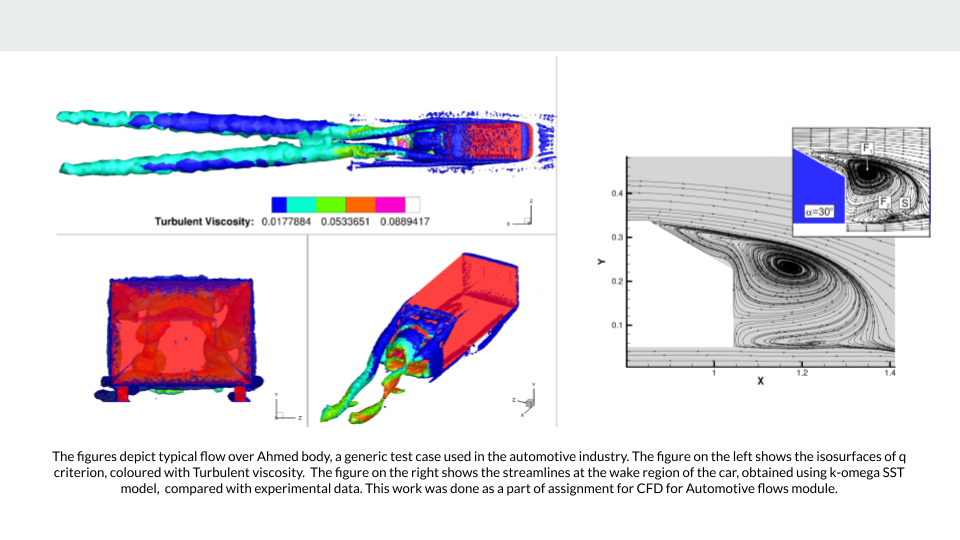 Turbulent Viscosity: 0.0177884 0.0533651 0.0889417
z
x
Y
Z
Y
Z
X
0.4
0.3
0.2
0.1
Y
1
1.2
1.4
X
F
F
S
α=30°
The figures depict typical flow over Ahmed body, a generic test case used in the automotive industry. The figure on the left shows the isosurfaces of q
criterion, coloured with Turbulent viscosity. The figure on the right shows the streamlines at the wake region of the car, obtained using k-omega SST
model, compared with experimental data. This work was done as a part of assignment for CFD for Automotive flows module.